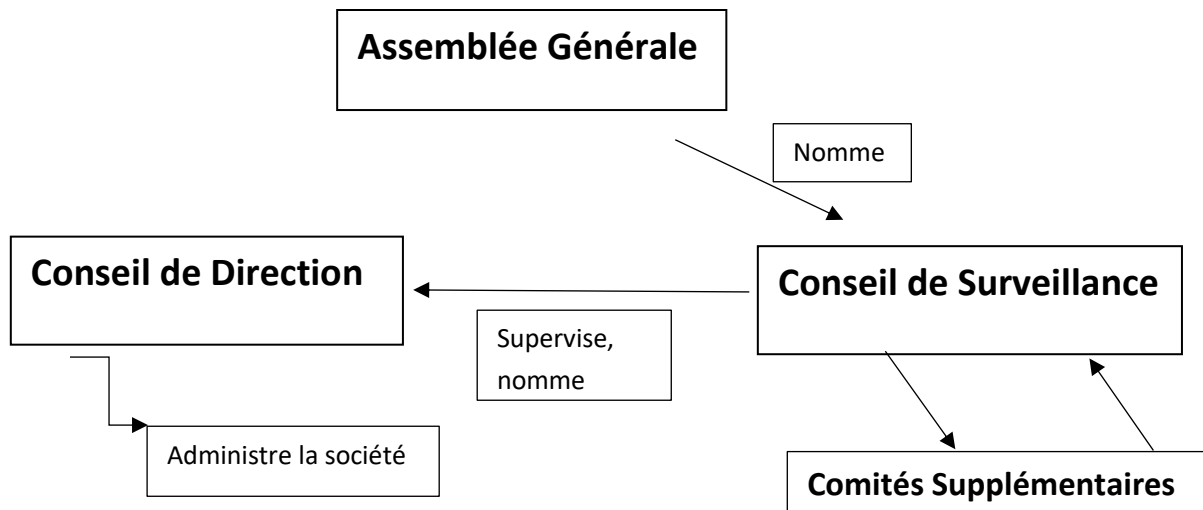 Assemblée Générale
Nomme
Conseil de Direction
Conseil de Surveillance
Supervise,
nomme
Administre la société
Comités Supplémentaires